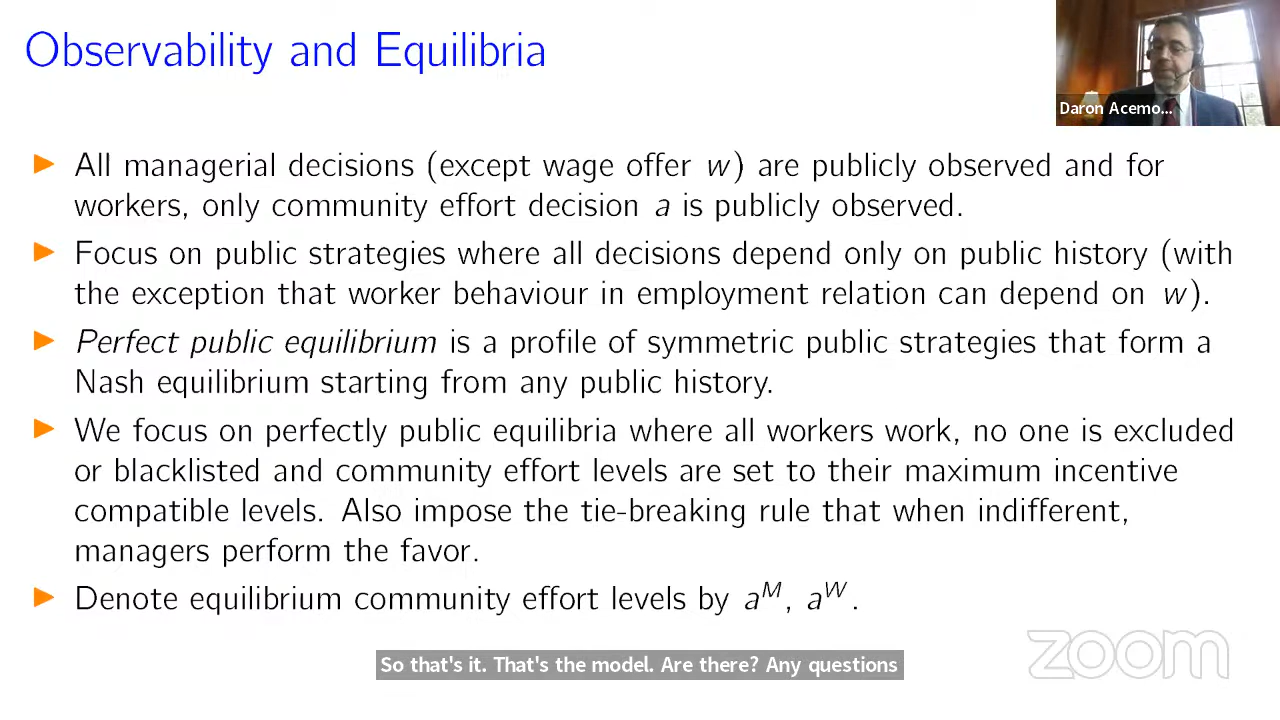 Observability and Equilibria
Daron Acemo...
▶ All managerial decisions (except wage offer w) are publicly observed and for
workers, only community effort decision a is publicly observed.
▶ Focus on public strategies where all decisions depend only on public history (with
the exception that worker behaviour in employment relation can depend on w).
▶ Perfect public equilibrium is a profile of symmetric public strategies that form a
Nash equilibrium starting from any public history.
▶ We focus on perfectly public equilibria where all workers work, no one is excluded
or blacklisted and community effort levels are set to their maximum incentive
compatible levels. Also impose the tie-breaking rule that when indifferent,
managers perform the favor.
▶ Denote equilibrium community effort levels by a^M, a^W.
So that's it. That's the model. Are there? Any questions
zoom